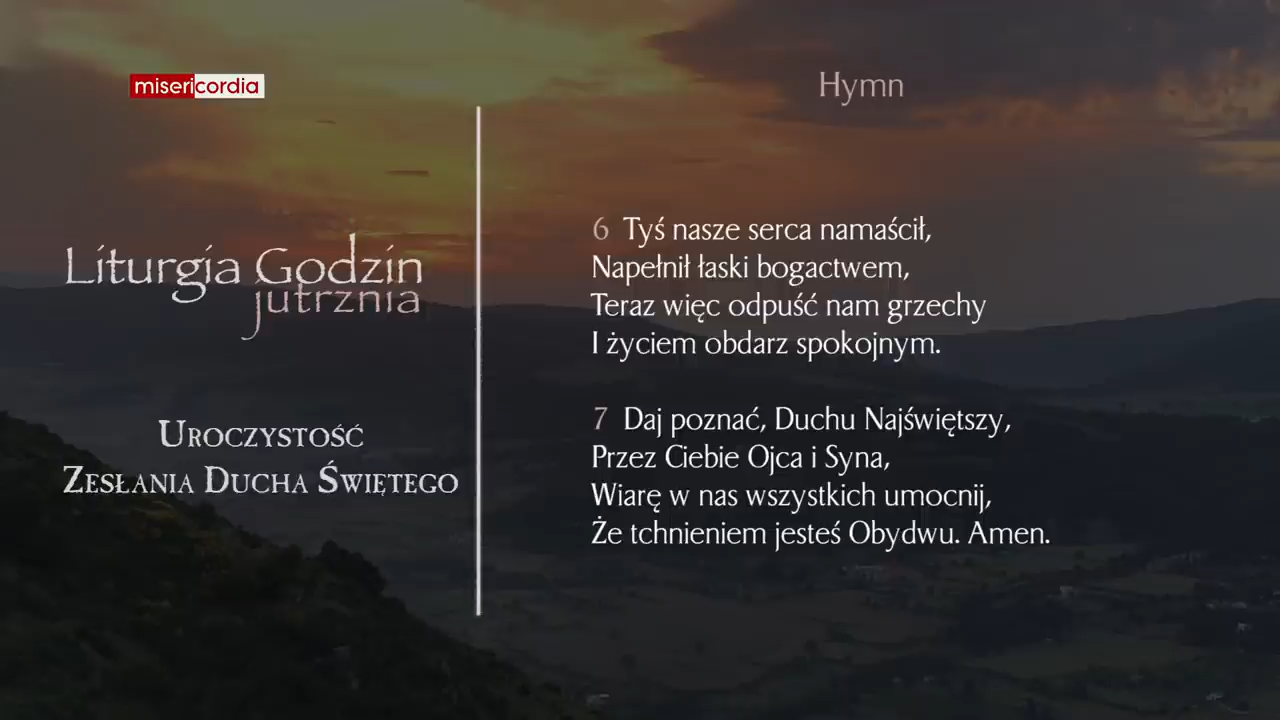 misericordia
Liturgia Godzin
jutrznia
Uroczystość
Zesłania Ducha Świętego
Hymn
6 Tyś nasze serca namaścił,
Napełnił łaski bogactwem,
Teraz więc odpuść nam grzechy
I życiem obdarz spokojnym.
7 Daj poznać, Duchu Najświętszy,
Przez Ciebie Ojca i Syna,
Wiarę w nas wszystkich umocnij,
Że tchnieniem jesteś Obydwu. Amen.